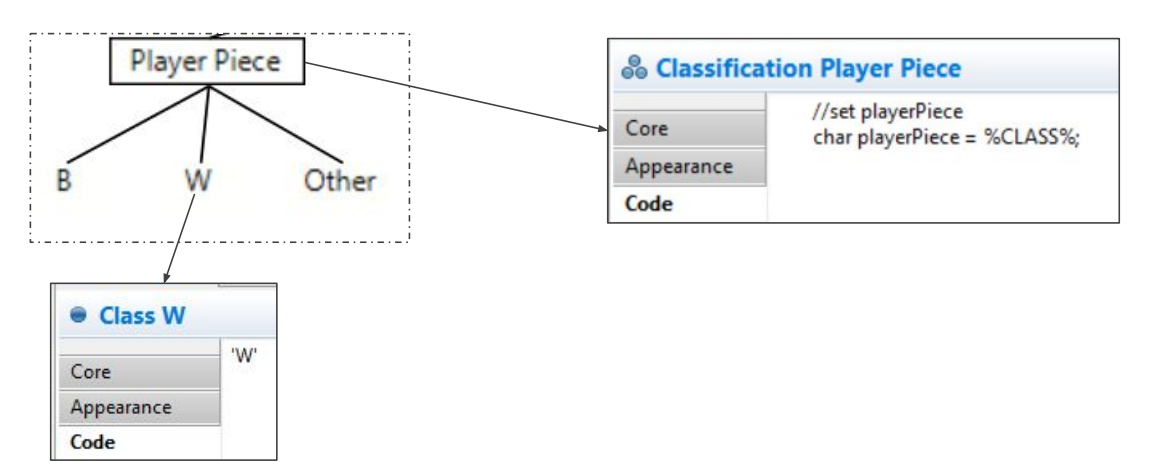 Player Piece
B W Other
Classification Player Piece
Core
Appearance
Code
//set playerPiece
char playerPiece = %CLASS%;
Class W
Core
Appearance
Code
'W'